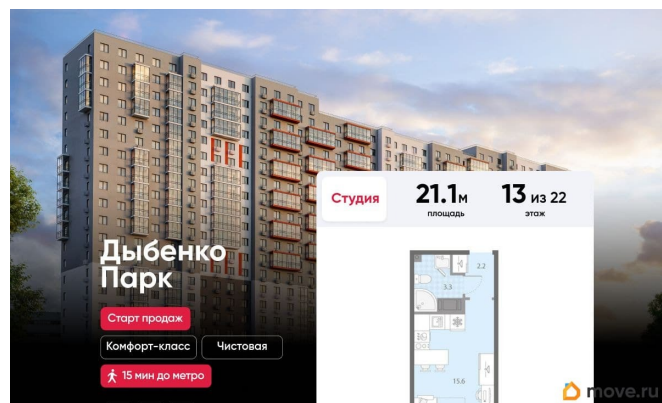 Студия
21.1м
площадь
13 из 22
этаж
Дыбенко
Парк
Старт продаж
Комфорт-класс
Чистовая
15 мин до метро
2.2
3.3
15.6
move.ru